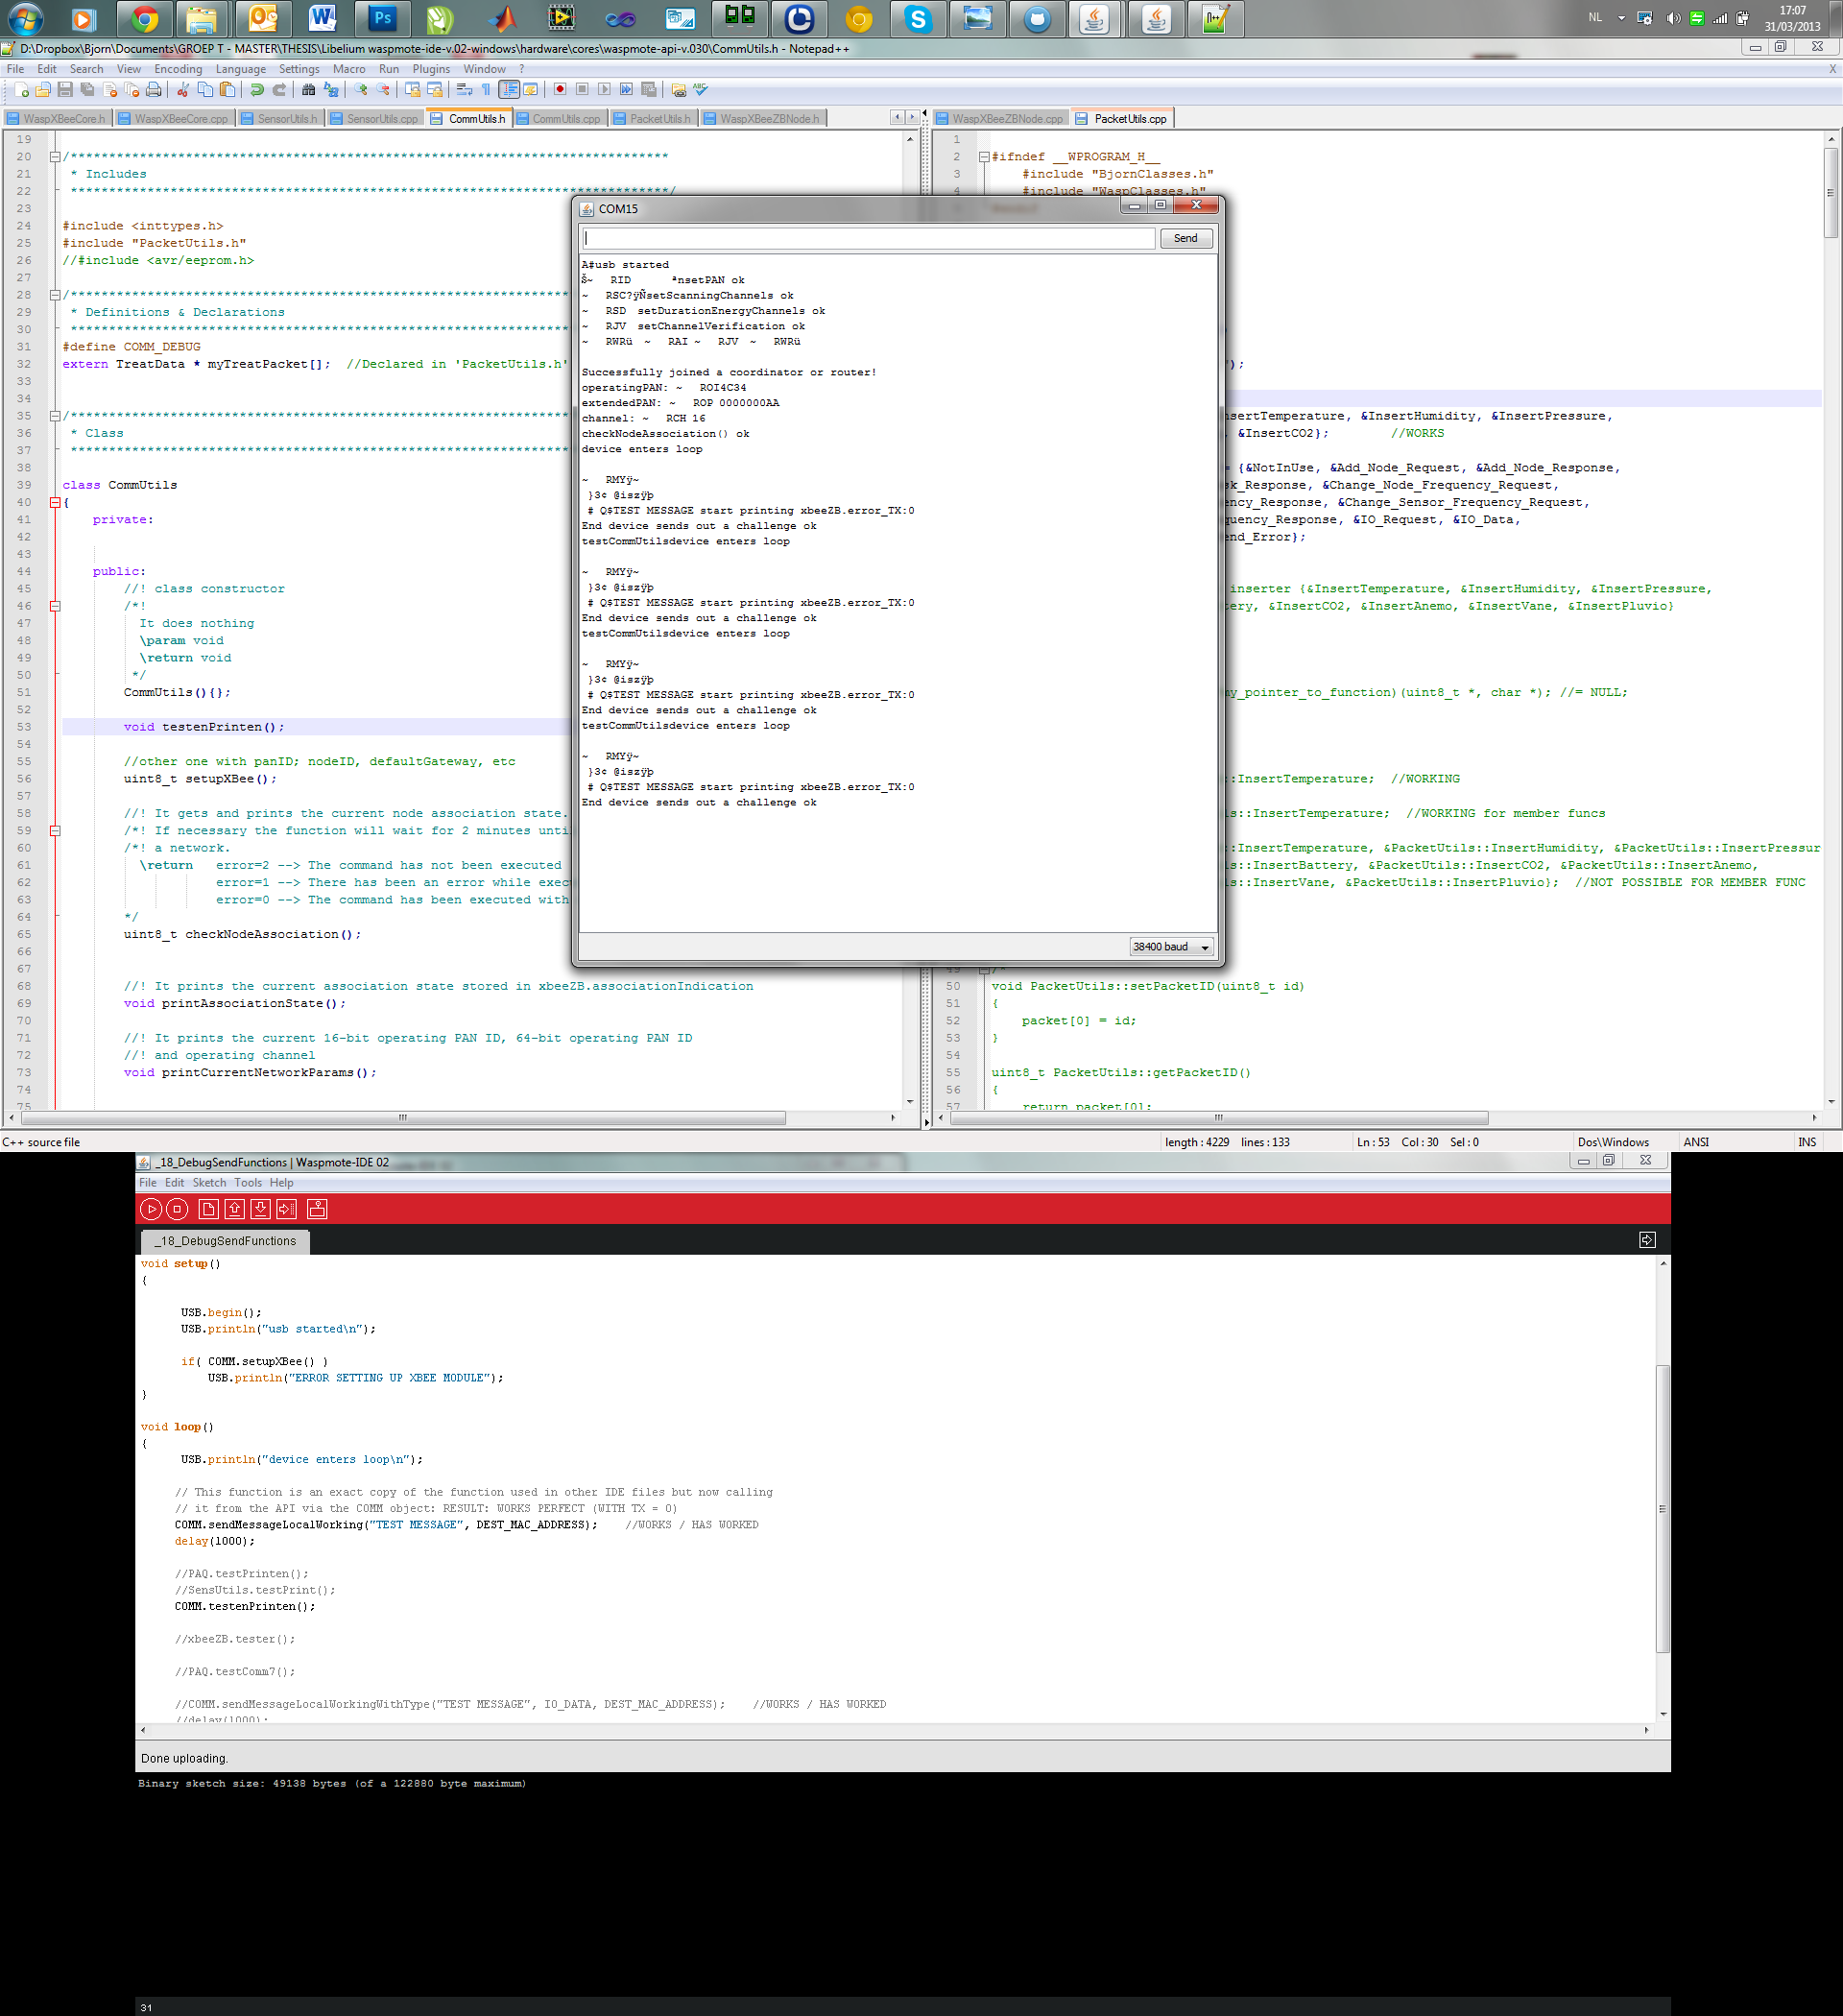 NL
17:07
31/03/2013
D:\Dropbox\Bjorn\Documents\GROEP T - MASTER\THESIS\Libelium waspmote-ide-v.02-windows\hardware\cores\waspmote-api-v.030\CommUtils.h - Notepad++
File Edit Search View Encoding Language Settings Macro Run Plugins Window ? X
WaspXBeeCore.h WaspXBeeCore.cpp SensorUtils.h SensorUtils.cpp CommUtils.h CommUtils.cpp PacketUtils.h WaspXBeeZBNode.h
19
20 /******************************************************************************
21 * Includes
22 ******************************************************************************/
23
24 #include <inttypes.h>
25 #include "PacketUtils.h"
26 //#include <avr/eeprom.h>
27
28 /******************************************************************
29 * Definitions & Declarations
30 ******************************************************************
31 #define COMM_DEBUG
32 extern TreatData * myTreatPacket[]; //Declared in 'PacketUtils.h'
33
34
35 /******************************************************************
36 * Class
37 ******************************************************************
38
39 class CommUtils
40 {
41 private:
42
43
44 public:
45 //! class constructor
46 /*!
47 It does nothing
48 \param void
49 \return void
50 */
51 CommUtils(){};
52
53 void testenPrinten();
54
55 //other one with panID; nodeID, defaultGateway, etc
56 uint8_t setupXBee();
57
58 //! It gets and prints the current node association state.
59 /*! If necessary the function will wait for 2 minutes until
60 /*! a network.
61 \return error=2 --> The command has not been executed
62 error=1 --> There has been an error while exec
63 error=0 --> The command has been executed with
64 */
65 uint8_t checkNodeAssociation();
66
67
68 //! It prints the current association state stored in xbeeZB.associationIndication
69 void printAssociationState();
70
71 //! It prints the current 16-bit operating PAN ID, 64-bit operating PAN ID
72 //! and operating channel
73 void printCurrentNetworkParams();
74
75
WaspXBeeZBNode.cpp PacketUtils.cpp
1
2 #ifndef __WPROGRAM_H__
3 #include "BjornClasses.h"
4 #include "WaspClasses.h"
");
nsertTemperature, &InsertHumidity, &InsertPressure,
, &InsertCO2}; //WORKS
= {&NotInUse, &Add_Node_Request, &Add_Node_Response,
sk_Response, &Change_Node_Frequency_Request,
ency_Response, &Change_Sensor_Frequency_Request,
quency_Response, &IO_Request, &IO_Data,
end_Error};
inserter {&InsertTemperature, &InsertHumidity, &InsertPressure,
ery, &InsertCO2, &InsertAnemo, &InsertVane, &InsertPluvio}
my_pointer_to_function)(uint8_t *, char *); //= NULL;
::InsertTemperature; //WORKING
ls::InsertTemperature; //WORKING for member funcs
::InsertTemperature, &PacketUtils::InsertHumidity, &PacketUtils::InsertPressur
ls::InsertBattery, &PacketUtils::InsertCO2, &PacketUtils::InsertAnemo,
ls::InsertVane, &PacketUtils::InsertPluvio}; //NOT POSSIBLE FOR MEMBER FUNC
49 /*
50 void PacketUtils::setPacketID(uint8_t id)
51 {
52 packet[0] = id;
53 }
54
55 uint8_t PacketUtils::getPacketID()
56 {
57 return packet[0];
COM15
Send
A‡usb started
Š~ RID ªnsetPAN ok
~ RSC?ÿÑsetScanningChannels ok
~ RSD setDurationEnergyChannels ok
~ RJV setChannelVerification ok
~ RWRü ~ RAI ~ RJV ~ RWRü
Successfully joined a coordinator or router!
operatingPAN: ~ ROI4C34
extendedPAN: ~ ROP 0000000AA
channel: ~ RCH 16
checkNodeAssociation() ok
device enters loop
~ RMYÿ~
}3¢ @iszÿþ
# Q$TEST MESSAGE start printing xbeeZB.error_TX:0
End device sends out a challenge ok
testCommUtilsdevice enters loop
~ RMYÿ~
}3¢ @iszÿþ
# Q$TEST MESSAGE start printing xbeeZB.error_TX:0
End device sends out a challenge ok
testCommUtilsdevice enters loop
~ RMYÿ~
}3¢ @iszÿþ
# Q$TEST MESSAGE start printing xbeeZB.error_TX:0
End device sends out a challenge ok
testCommUtilsdevice enters loop
~ RMYÿ~
}3¢ @iszÿþ
# Q$TEST MESSAGE start printing xbeeZB.error_TX:0
End device sends out a challenge ok
38400 baud
C++ source file length : 4229 lines : 133 Ln : 53 Col : 30 Sel : 0 Dos\Windows ANSI INS
_18_DebugSendFunctions | Waspmote-IDE 02
File Edit Sketch Tools Help
_18_DebugSendFunctions
void setup()
{
USB.begin();
USB.println("usb started\n");
if( COMM.setupXBee() )
USB.println("ERROR SETTING UP XBEE MODULE");
}
void loop()
{
USB.println("device enters loop\n");
// This function is an exact copy of the function used in other IDE files but now calling
// it from the API via the COMM object: RESULT: WORKS PERFECT (WITH TX = 0)
COMM.sendMessageLocalWorking("TEST MESSAGE", DEST_MAC_ADDRESS); //WORKS / HAS WORKED
delay(1000);
//PAQ.testPrinten();
//SensUtils.testPrint();
COMM.testenPrinten();
//xbeeZB.tester();
//PAQ.testComm7();
//COMM.sendMessageLocalWorkingWithType("TEST MESSAGE", IO_DATA, DEST_MAC_ADDRESS); //WORKS / HAS WORKED
//delay(1000);
Done uploading.
Binary sketch size: 49138 bytes (of a 122880 byte maximum)
31